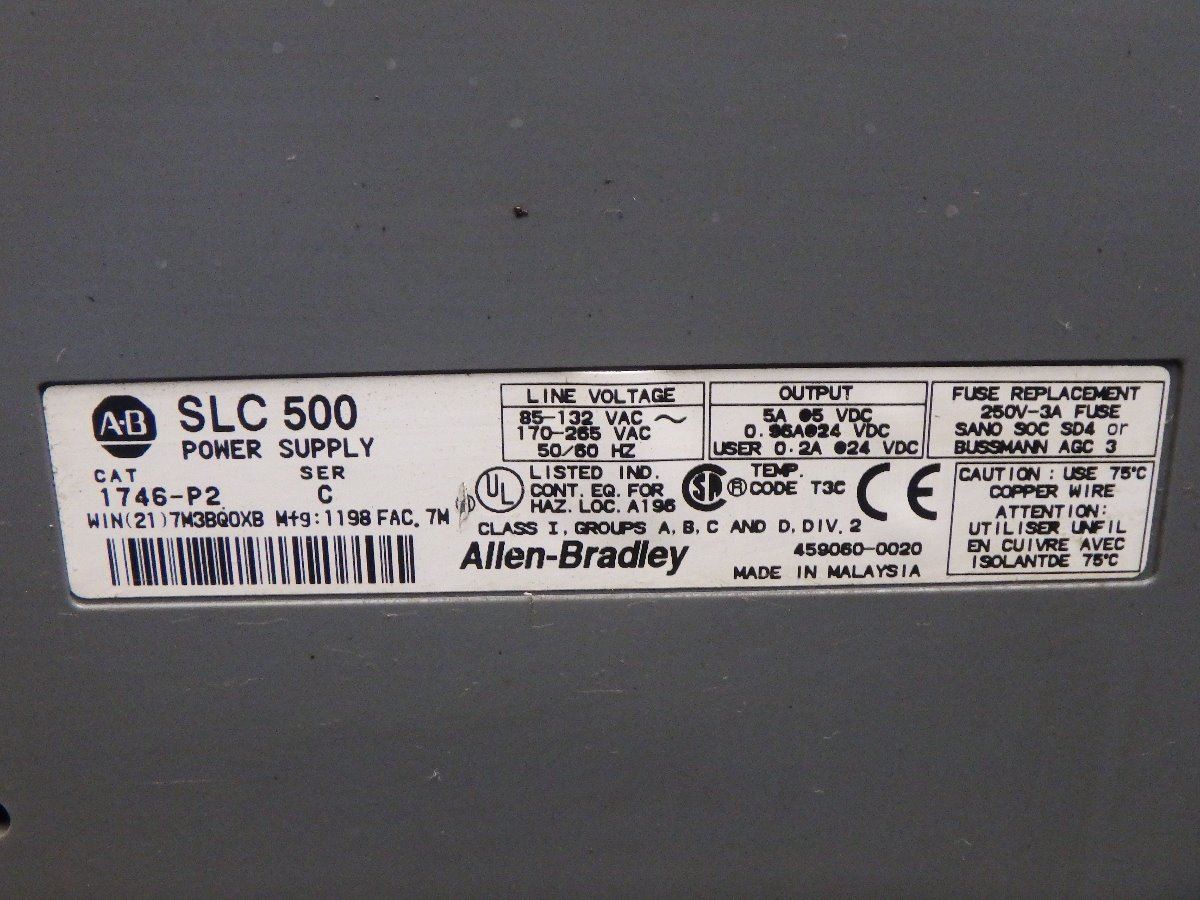 A·B
SLC 500
POWER SUPPLY
CAT SER
1746-P2 C
WIN(21)7M3BQ0XB Mfg:1198 FAC. 7M
LINE VOLTAGE
85-132 VAC ~
170-265 VAC
50/60 HZ
OUTPUT
5A @5 VDC
0.96A@24 VDC
USER 0.2A @24 VDC
FUSE REPLACEMENT
250V-3A FUSE
SANO SOC SD4 or
BUSSMANN AGC 3
UL
LISTED IND.
CONT. EQ. FOR
HAZ. LOC. A196
SA ® TEMP.
CODE T3C
CE
CLASS I, GROUPS A, B, C AND D, DIV. 2
Allen-Bradley
459060-0020
MADE IN MALAYSIA
CAUTION : USE 75°C
COPPER WIRE
ATTENTION:
UTILISER UNFIL
EN CUIVRE AVEC
ISOLANTDE 75°C